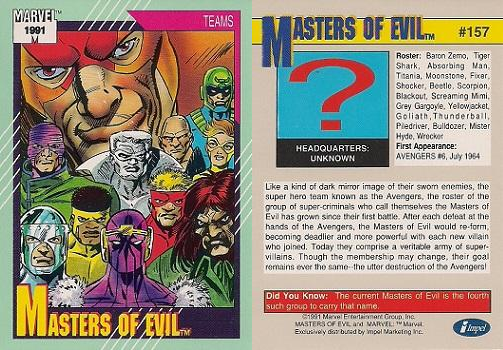 MARVEL™
1991
M
TEAMS
MASTERS OF EVIL™
MASTERS OF EVIL™
#157
?
HEADQUARTERS:
UNKNOWN
Roster: Baron Zemo, Tiger
Shark, Absorbing Man,
Titania, Moonstone, Fixer,
Shocker, Beetle, Scorpion,
Blackout, Screaming Mimi,
Grey Gargoyle, Yellowjacket,
Goliath, Thunderball,
Piledriver, Bulldozer, Mister
Hyde, Wrecker
First Appearance:
AVENGERS #6, July 1964
Like a kind of dark mirror image of their sworn enemies, the
super hero team known as the Avengers, the roster of the
group of super-criminals who call themselves the Masters of
Evil has grown since their first battle. After each defeat at the
hands of the Avengers, the Masters of Evil would re-form,
becoming deadlier and more powerful with each new villain
who joined. Today they comprise a veritable army of super-
villains. Though the membership may change, their goal
remains ever the same--the utter destruction of the Avengers!
Did You Know: The current Masters of Evil is the fourth
such group to carry that name.
©1991 Marvel Entertainment Group, Inc.
MASTERS OF EVIL and MARVEL: ™ Marvel.
Exclusively distributed by Impel Marketing Inc.
Impel